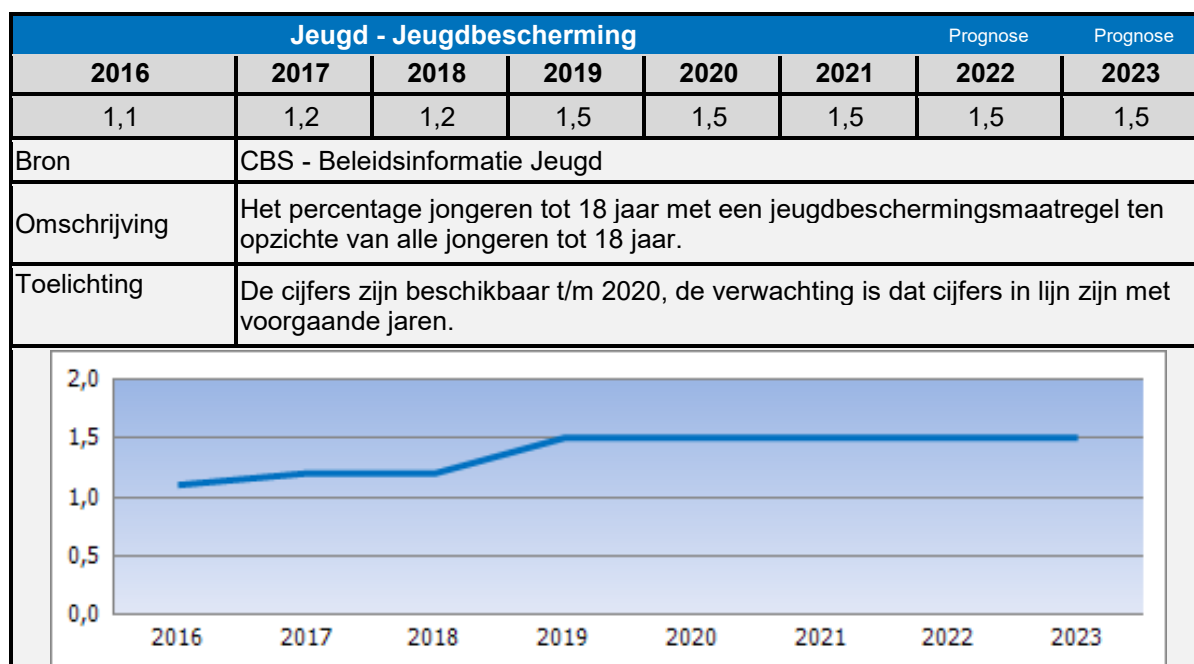 Jeugd - Jeugdbescherming Prognose Prognose
2016 2017 2018 2019 2020 2021 2022 2023
1,1 1,2 1,2 1,5 1,5 1,5 1,5 1,5
Bron CBS - Beleidsinformatie Jeugd
Omschrijving Het percentage jongeren tot 18 jaar met een jeugdbeschermingsmaatregel ten
opzichte van alle jongeren tot 18 jaar.
Toelichting De cijfers zijn beschikbaar t/m 2020, de verwachting is dat cijfers in lijn zijn met
voorgaande jaren.
2,0
1,5
1,0
0,5
0,0
2016 2017 2018 2019 2020 2021 2022 2023